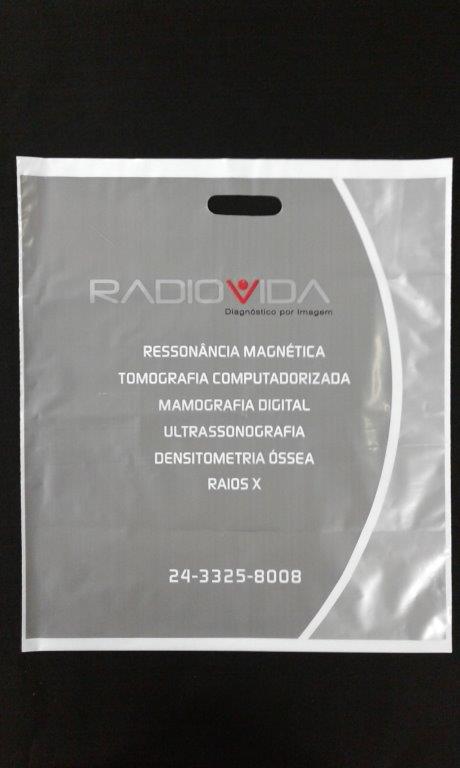 RADIOVIDA
Diagnóstico por Imagem
RESSONÂNCIA MAGNÉTICA
TOMOGRAFIA COMPUTADORIZADA
MAMOGRAFIA DIGITAL
ULTRASSONOGRAFIA
DENSITOMETRIA ÓSSEA
RAIOS X
24-3325-8008